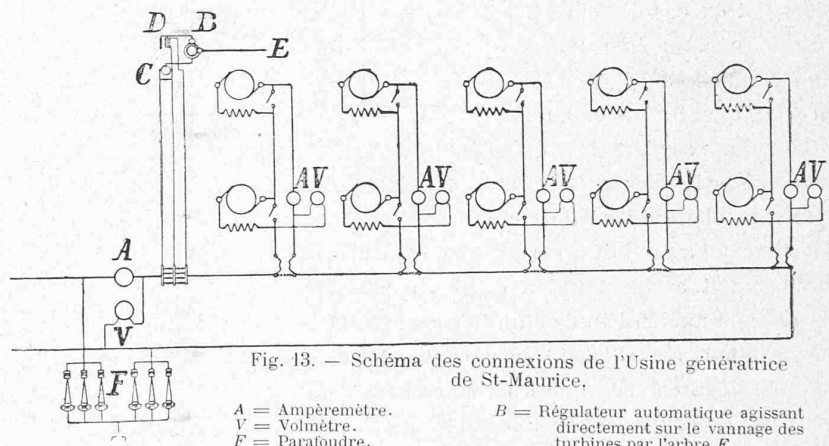 D B
E
C
AV AV AV AV AV
A
V
F
Fig. 13. — Schéma des connexions de l'Usine génératrice
de St-Maurice.
A = Ampèremètre.
V = Volmètre.
F = Parafoudre.
B = Régulateur automatique agissant
directement sur le vannage des
turbines par l'arbre E